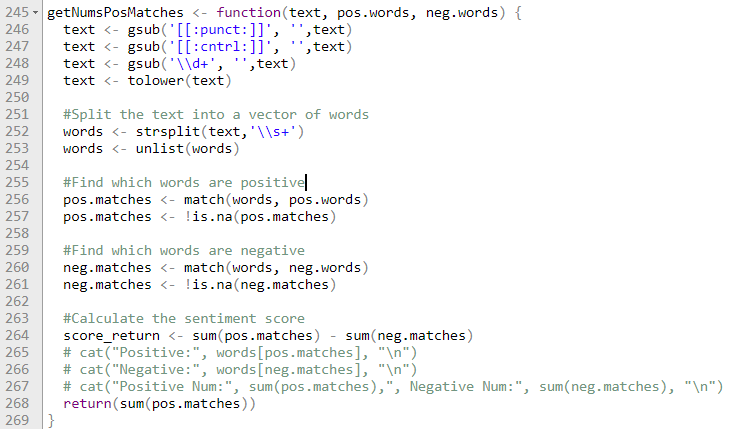 245 getNumsPosMatches <- function(text, pos.words, neg.words) {
246   text <- gsub('[[:punct:]]', '',text)
247   text <- gsub('[[:cntrl:]]', '',text)
248   text <- gsub('\\d+', '',text)
249   text <- tolower(text)
250
251   #Split the text into a vector of words
252   words <- strsplit(text,'\\s+')
253   words <- unlist(words)
254
255   #Find which words are positive
256   pos.matches <- match(words, pos.words)
257   pos.matches <- !is.na(pos.matches)
258
259   #Find which words are negative
260   neg.matches <- match(words, neg.words)
261   neg.matches <- !is.na(neg.matches)
262
263   #Calculate the sentiment score
264   score_return <- sum(pos.matches) - sum(neg.matches)
265   # cat("Positive:", words[pos.matches], "\n")
266   # cat("Negative:", words[neg.matches], "\n")
267   # cat("Positive Num:", sum(pos.matches),", Negative Num:", sum(neg.matches), "\n")
268   return(sum(pos.matches))
269 }